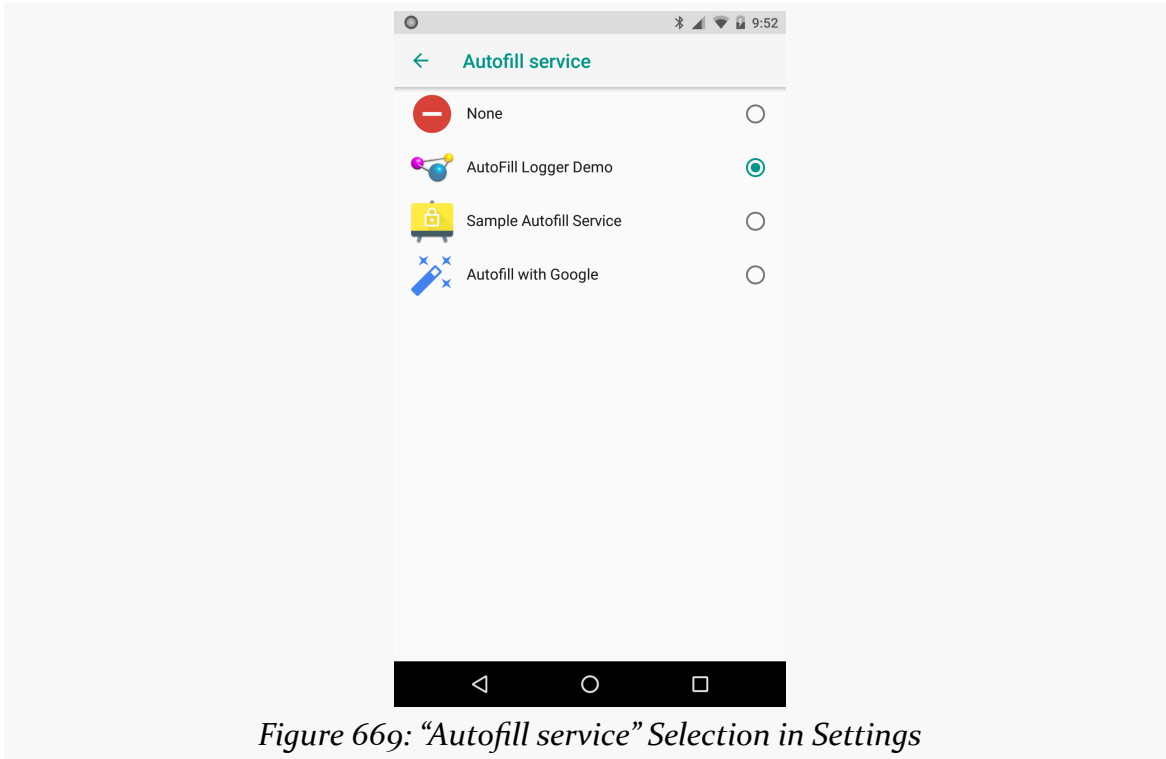 9:52
Autofill service
None
AutoFill Logger Demo
Sample Autofill Service
Autofill with Google
Figure 669: “Autofill service” Selection in Settings